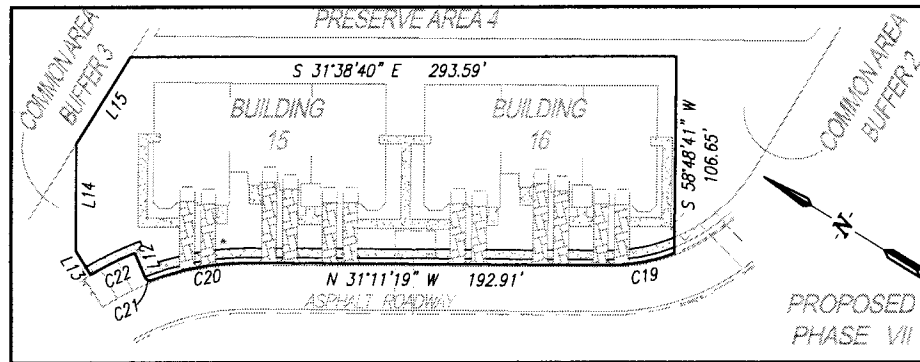 PRESERVE AREA 4
COMMON AREA
BUFFER 3
S 31°38'40" E 293.59'
COMMON AREA
BUFFER 2
L15
BUILDING
15
BUILDING
16
S 58°48'41" W
106.65'
L14
-N-
L13
C22
L12
C21
C20
N 31°11'19" W 192.91'
C19
ASPHALT ROADWAY
PROPOSED
PHASE VII